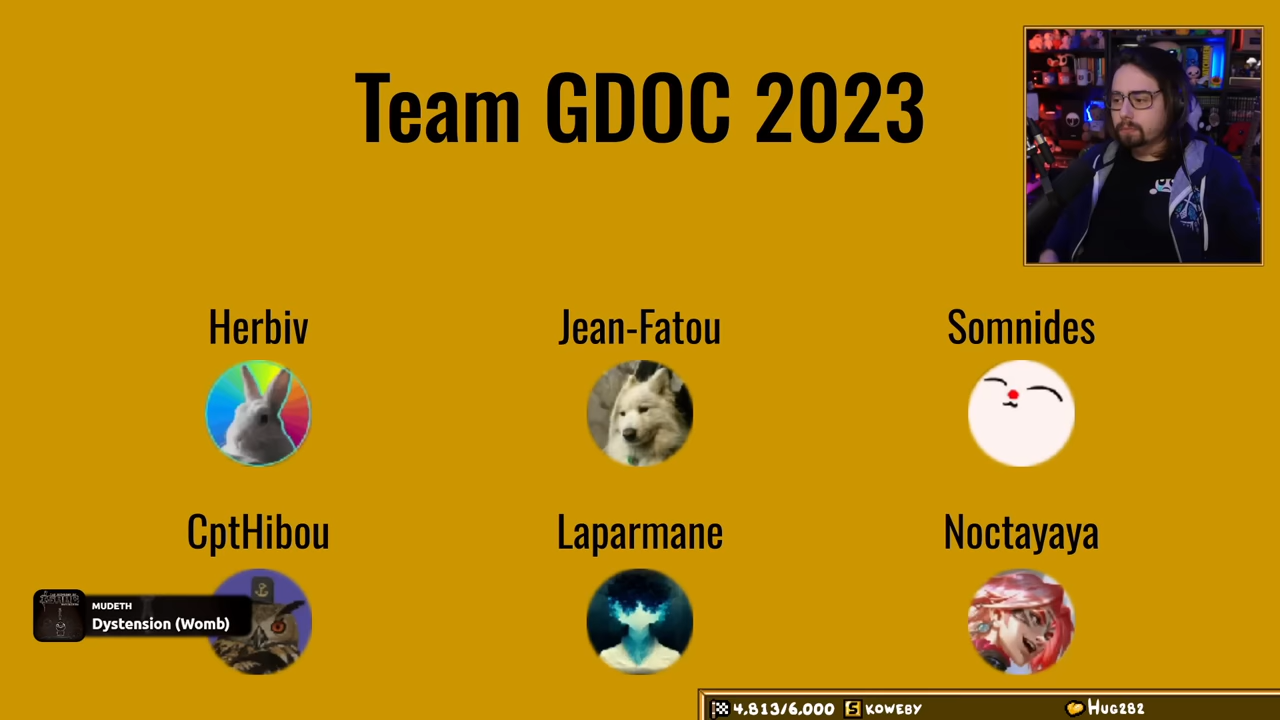 Team GDOC 2023
Herbiv
Jean-Fatou
Somnides
CptHibou
Laparmane
Noctayaya
MUDETH
Dystension (Womb)
4,813/6,000
KOWEBY
HUG282